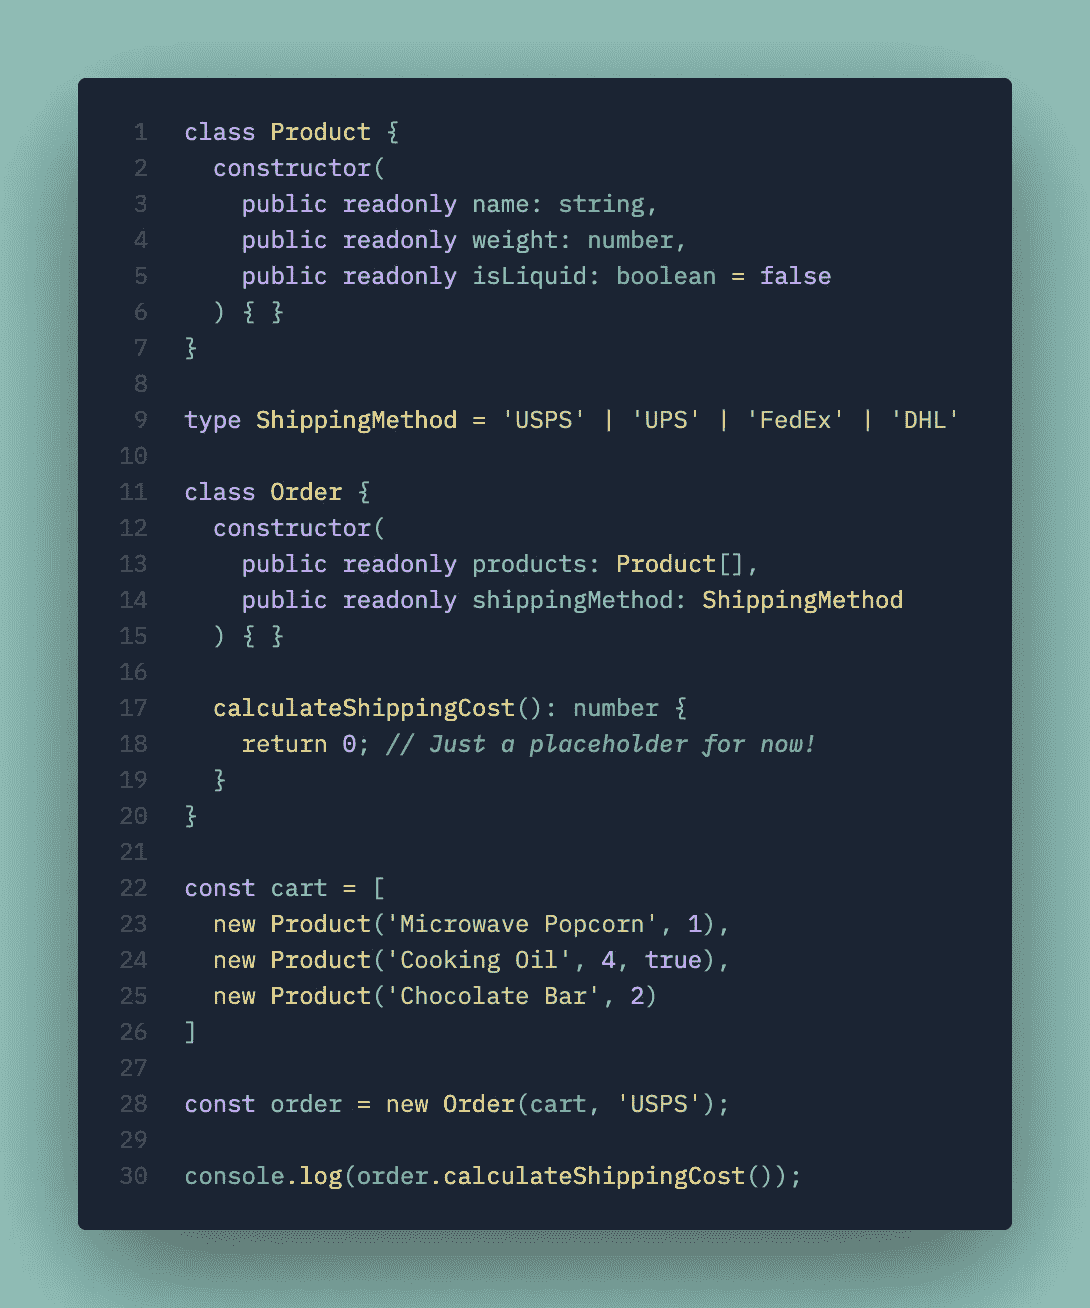 1 class Product {
2   constructor(
3     public readonly name: string,
4     public readonly weight: number,
5     public readonly isLiquid: boolean = false
6   ) { }
7 }
8
9 type ShippingMethod = 'USPS' | 'UPS' | 'FedEx' | 'DHL'
10
11 class Order {
12   constructor(
13     public readonly products: Product[],
14     public readonly shippingMethod: ShippingMethod
15   ) { }
16
17   calculateShippingCost(): number {
18     return 0; // Just a placeholder for now!
19   }
20 }
21
22 const cart = [
23   new Product('Microwave Popcorn', 1),
24   new Product('Cooking Oil', 4, true),
25   new Product('Chocolate Bar', 2)
26 ]
27
28 const order = new Order(cart, 'USPS');
29
30 console.log(order.calculateShippingCost());